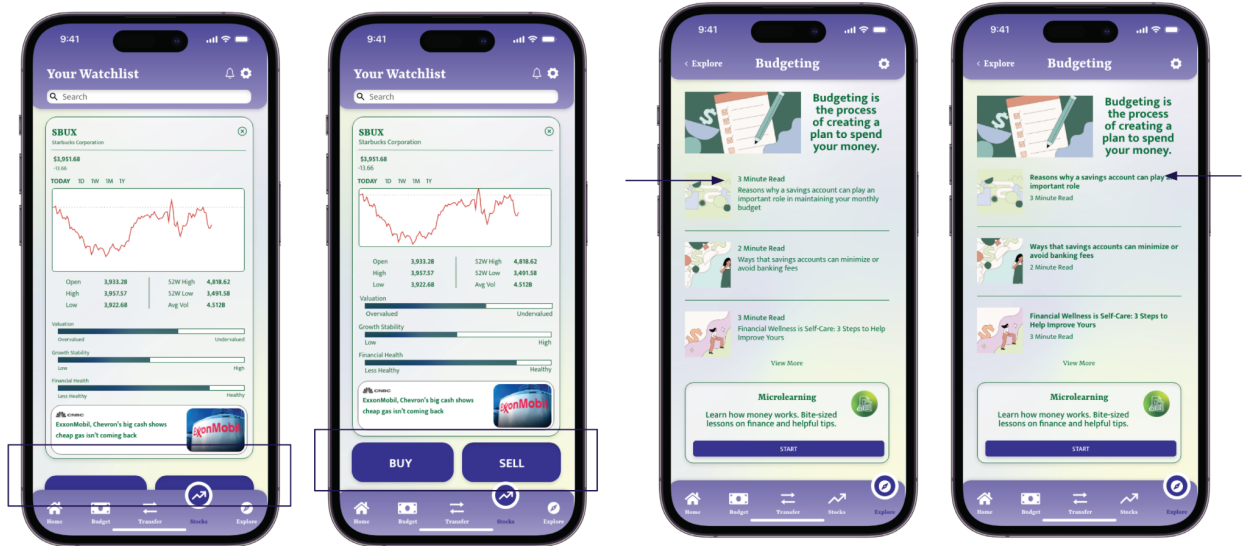 9:41
Your Watchlist
Search
SBUX
Starbucks Corporation
$3,951.68
-13.66
TODAY 1D 1W 1M 1Y
Open 3,933.28 52W High 4,818.62
High 3,957.57 52W Low 3,491.58
Low 3,922.68 Avg Vol 4.512B
Valuation
Overvalued Undervalued
Growth Stability
Low High
Financial Health
Less Healthy Healthy
CNBC
ExxonMobil, Chevron's big cash shows
cheap gas isn't coming back
ExxonMobil
Home Budget Transfer Stocks Explore
9:41
Your Watchlist
Search
SBUX
Starbucks Corporation
$3,951.68
-13.66
TODAY 1D 1W 1M 1Y
Open 3,933.28 52W High 4,818.62
High 3,957.57 52W Low 3,491.58
Low 3,922.68 Avg Vol 4.512B
Valuation
Overvalued Undervalued
Growth Stability
Low High
Financial Health
Less Healthy Healthy
CNBC
ExxonMobil, Chevron's big cash shows
cheap gas isn't coming back
ExxonMobil
BUY SELL
Home Budget Transfer Stocks Explore
9:41
< Explore Budgeting
Budgeting is
the process
of creating a
plan to spend
your money.
3 Minute Read
Reasons why a savings account can play an
important role in maintaining your monthly
budget
2 Minute Read
Ways that savings accounts can minimize or
avoid banking fees
3 Minute Read
Financial Wellness is Self-Care: 3 Steps to Help
Improve Yours
View More
Microlearning
Learn how money works. Bite-sized
lessons on finance and helpful tips.
START
Home Budget Transfer Stocks Explore
9:41
< Explore Budgeting
Budgeting is
the process
of creating a
plan to spend
your money.
Reasons why a savings account can play an
important role
3 Minute Read
Ways that savings accounts can minimize or
avoid banking fees
2 Minute Read
Financial Wellness is Self-Care: 3 Steps to
Help Improve Yours
3 Minute Read
View More
Microlearning
Learn how money works. Bite-sized
lessons on finance and helpful tips.
START
Home Budget Transfer Stocks Explore